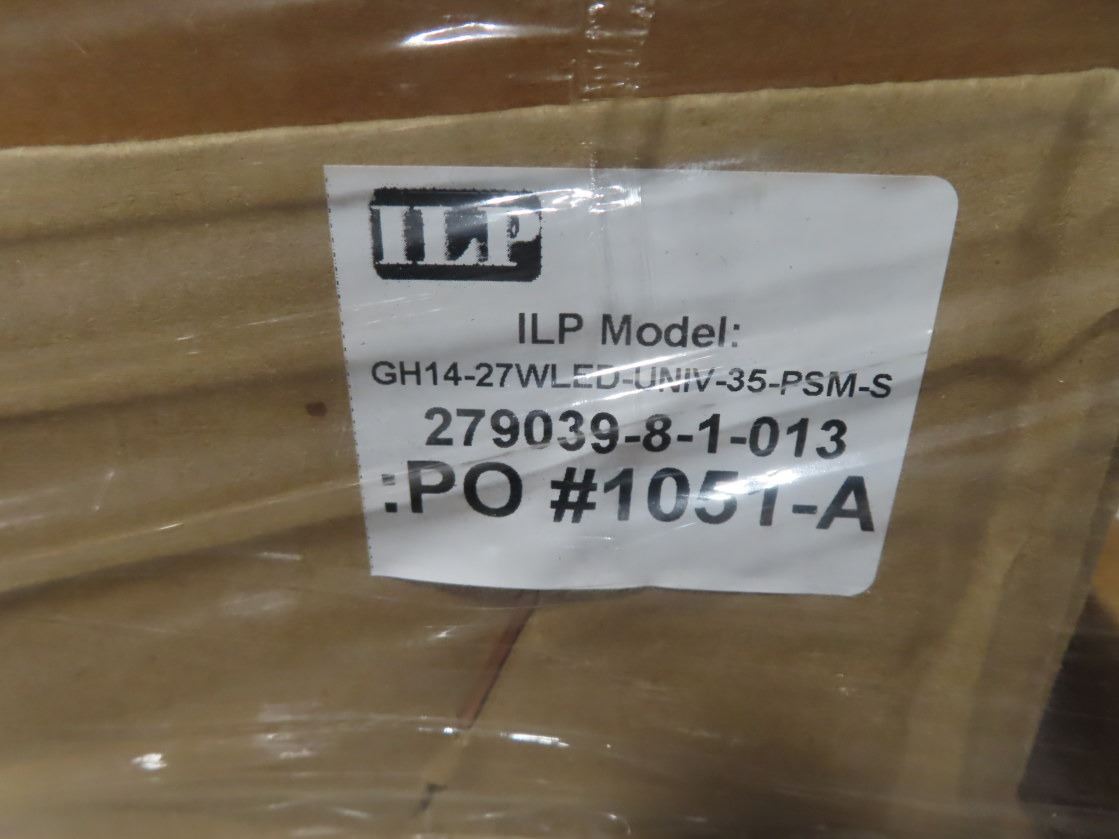 ILP
ILP Model:
GH14-27WLED-UNIV-35-PSM-S
279039-8-1-013
:PO #1051-A